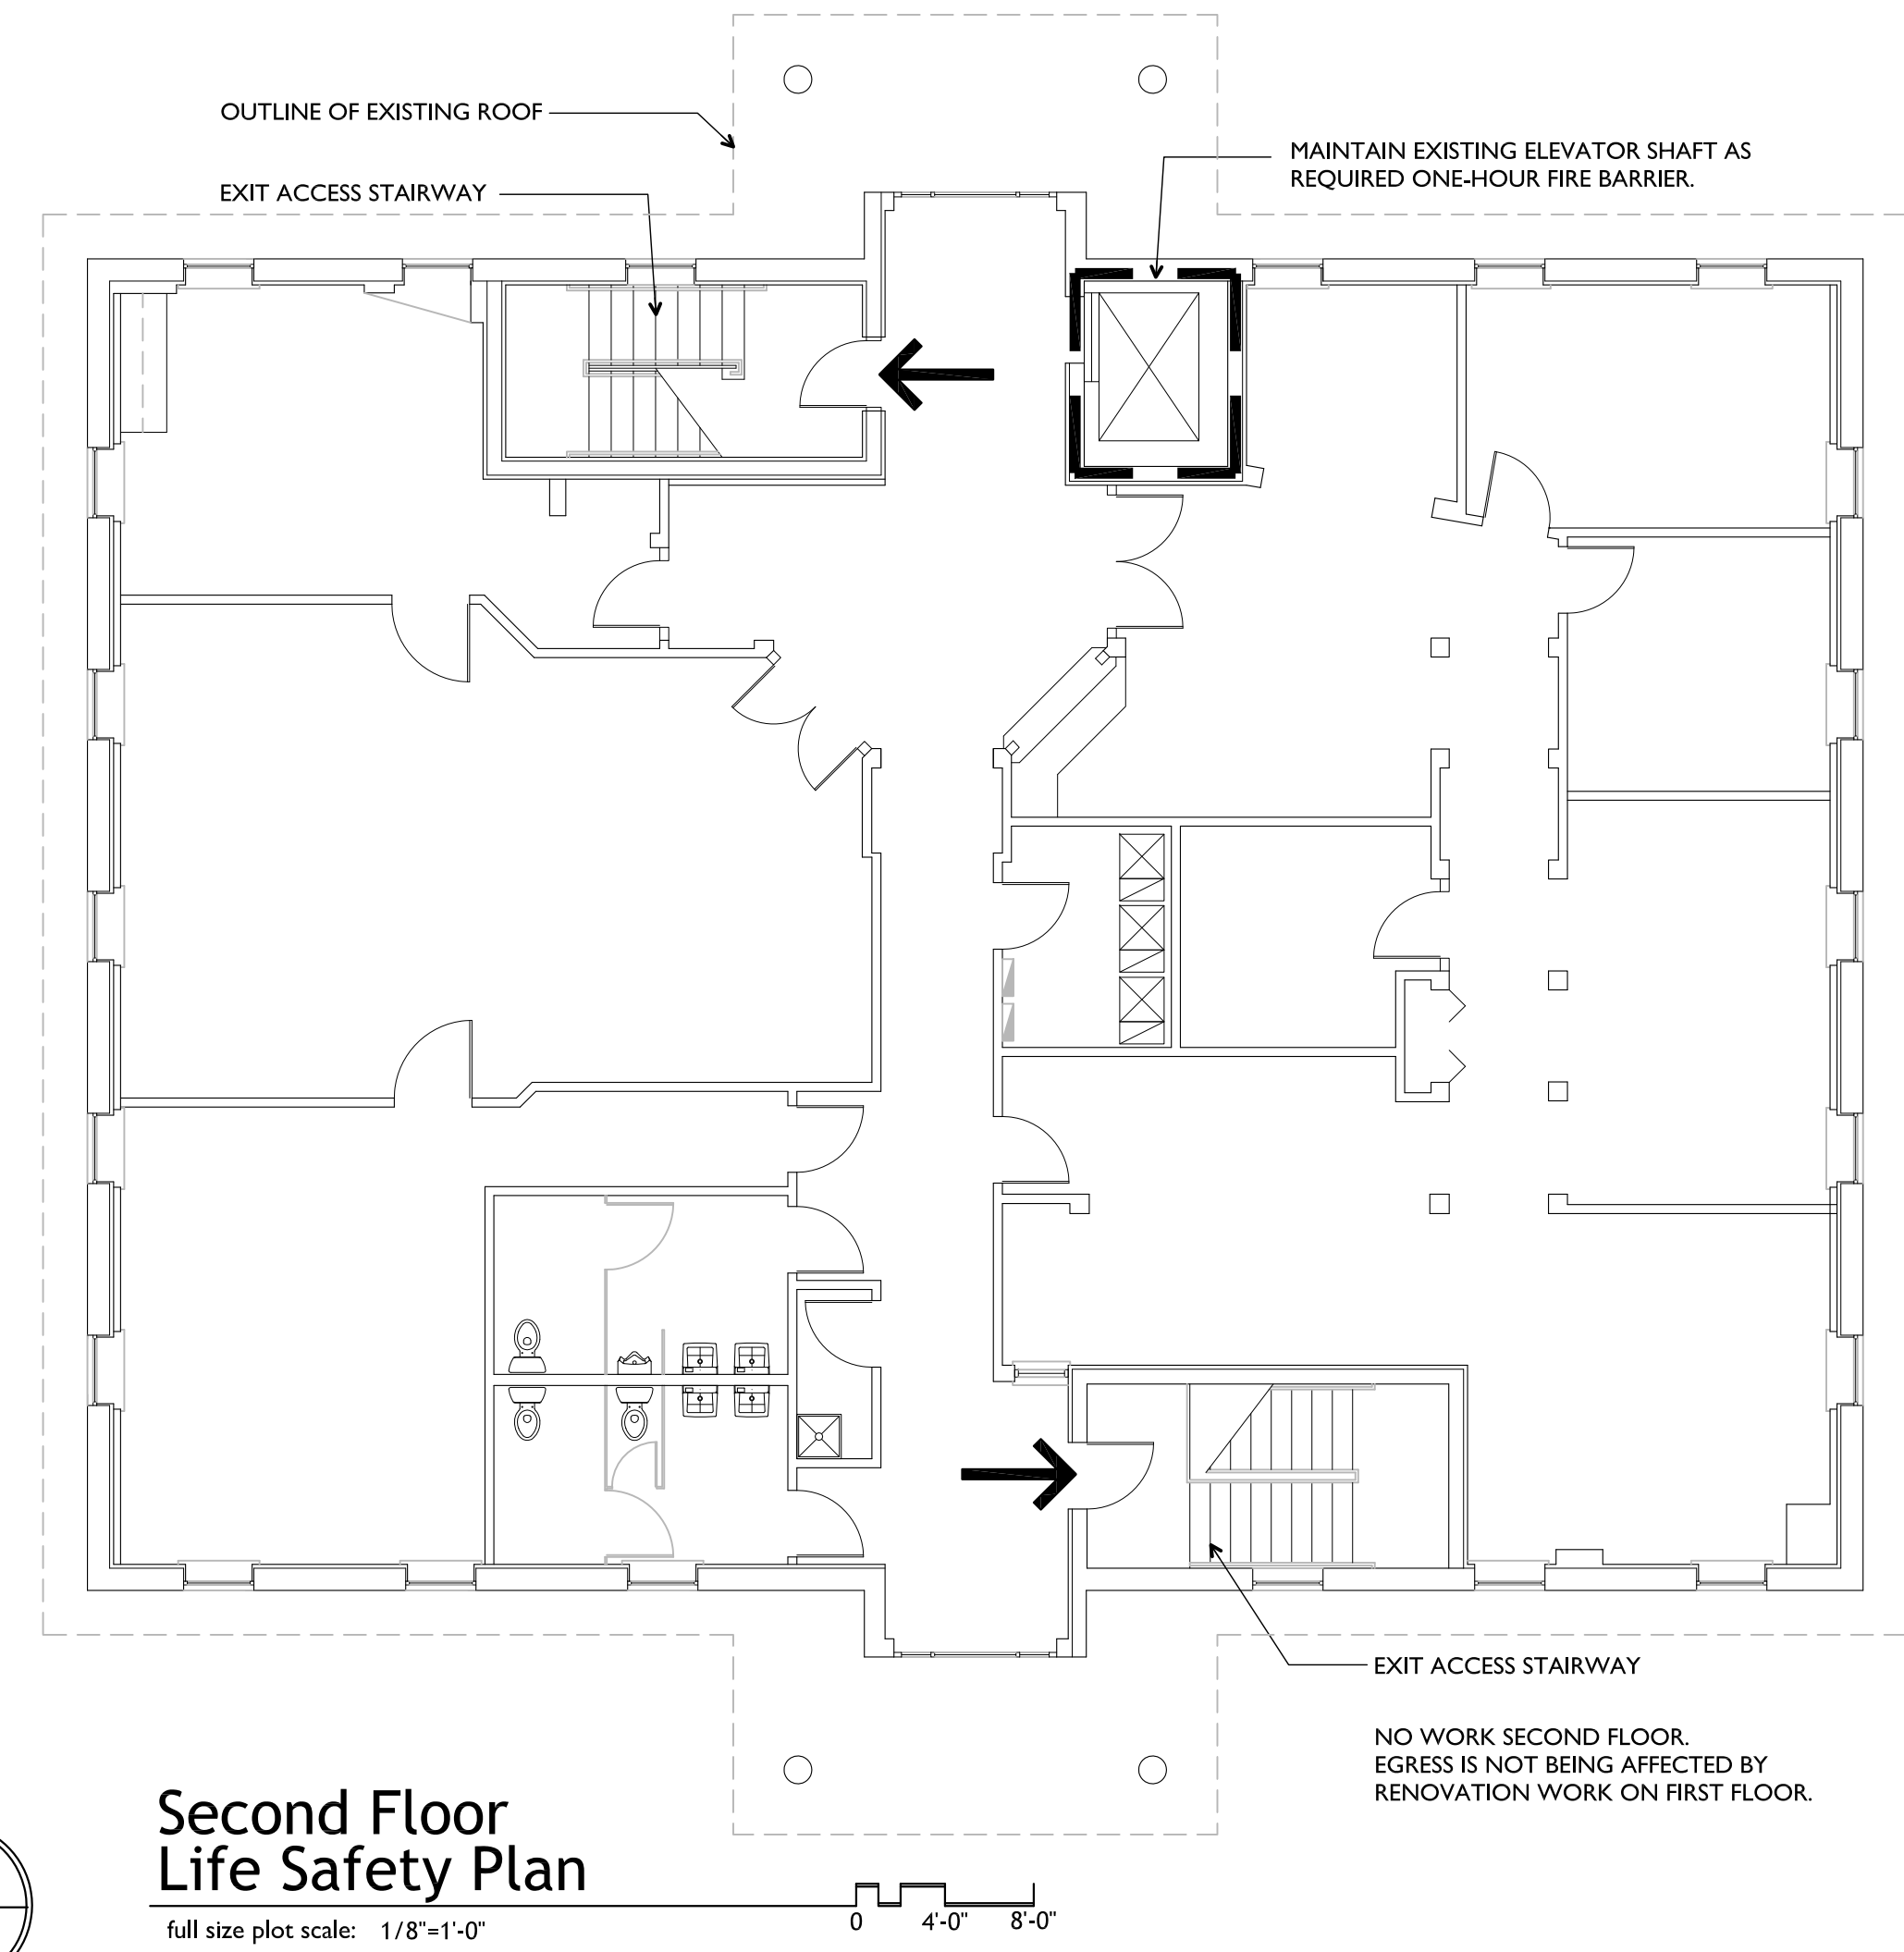 OUTLINE OF EXISTING ROOF
EXIT ACCESS STAIRWAY
MAINTAIN EXISTING ELEVATOR SHAFT AS
REQUIRED ONE-HOUR FIRE BARRIER.
EXIT ACCESS STAIRWAY
NO WORK SECOND FLOOR.
EGRESS IS NOT BEING AFFECTED BY
RENOVATION WORK ON FIRST FLOOR.
Second Floor
Life Safety Plan
full size plot scale: 1/8"=1'-0"
0 4'-0" 8'-0"